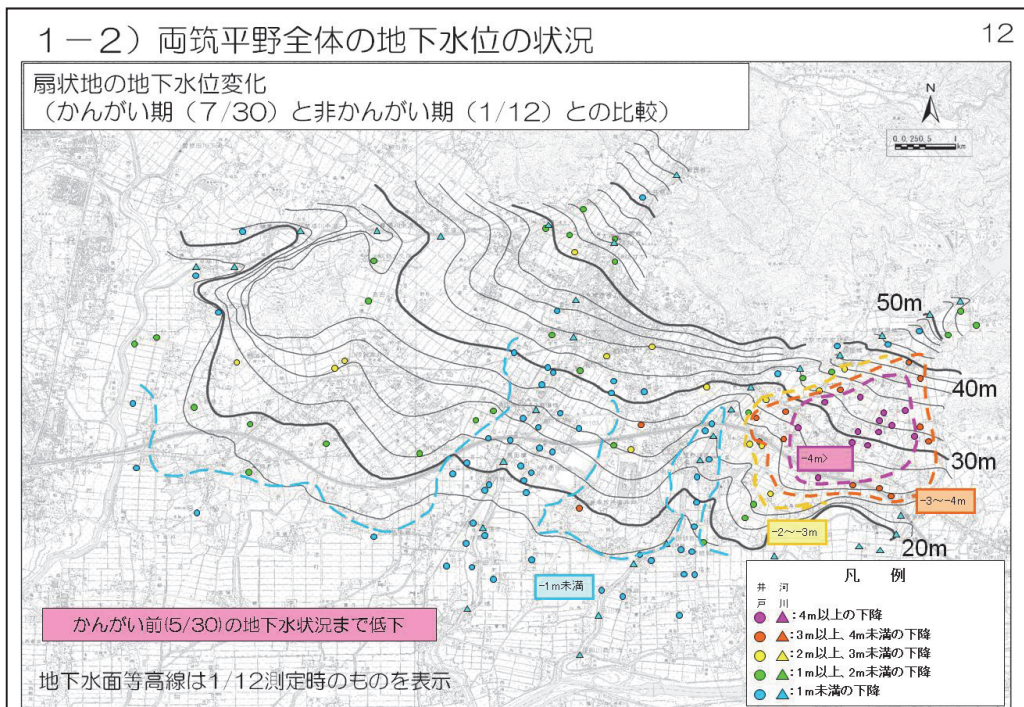 1-2）両筑平野全体の地下水位の状況
12
扇状地の地下水位変化
（かんがい期（7/30）と非かんがい期（1/12）との比較）
N
0 0.250.5 1
km
50m
40m
30m
20m
-4m>
-3～-4m
-2～-3m
-1m未満
かんがい前(5/30)の地下水状況まで低下
地下水面等高線は1/12測定時のものを表示
凡 例
井戸 河川
：4m以上の下降
：3m以上、4m未満の下降
：2m以上、3m未満の下降
：1m以上、2m未満の下降
：1m未満の下降